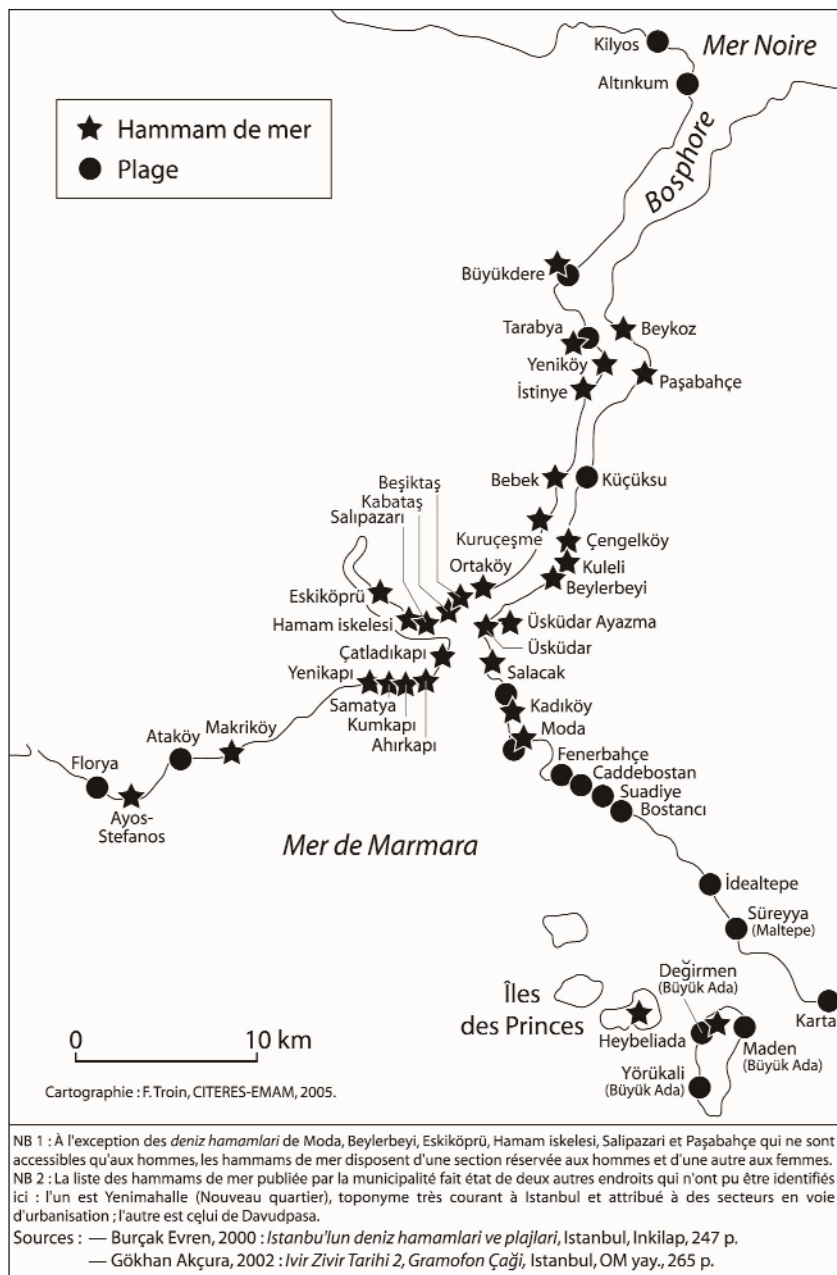 Kilyos
Mer Noire
Altınkum
★ Hammam de mer
● Plage
Bosphore
Büyükdere
Tarabya
Beykoz
Yeniköy
İstinye
Paşabahçe
Beşiktaş
Kabataş
Salıpazarı
Bebek
Küçüksu
Kuruçeşme
Çengelköy
Ortaköy
Kuleli
Eskiköprü
Beylerbeyi
Hamam iskelesi
Üsküdar Ayazma
Üsküdar
Çatladıkapı
Salacak
Yenikapı
Samatya
Kumkapı
Ahırkapı
Kadıköy
Moda
Makriköy
Ataköy
Florya
Ayos-
Stefanos
Fenerbahçe
Caddebostan
Suadiye
Bostancı
Mer de Marmara
İdealtepe
Süreyya
(Maltepe)
Değirmen
(Büyük Ada)
Îles
des Princes
Heybeliada
Kartal
Maden
(Büyük Ada)
Yörükali
(Büyük Ada)
0 10 km
Cartographie : F. Troin, CITERES-EMAM, 2005.
NB 1 : À l'exception des deniz hamamlari de Moda, Beylerbeyi, Eskiköprü, Hamam iskelesi, Salipazari et Paşabahçe qui ne sont
accessibles qu'aux hommes, les hammams de mer disposent d'une section réservée aux hommes et d'une autre aux femmes.
NB 2 : La liste des hammams de mer publiée par la municipalité fait état de deux autres endroits qui n'ont pu être identifiés
ici : l'un est Yenimahalle (Nouveau quartier), toponyme très courant à Istanbul et attribué à des secteurs en voie
d'urbanisation ; l'autre est celui de Davudpasa.
Sources : — Burçak Evren, 2000 : Istanbu'lun deniz hamamlari ve plajlari, Istanbul, Inkilap, 247 p.
— Gökhan Akçura, 2002 : Ivir Zivir Tarihi 2, Gramofon Çaği, Istanbul, OM yay., 265 p.